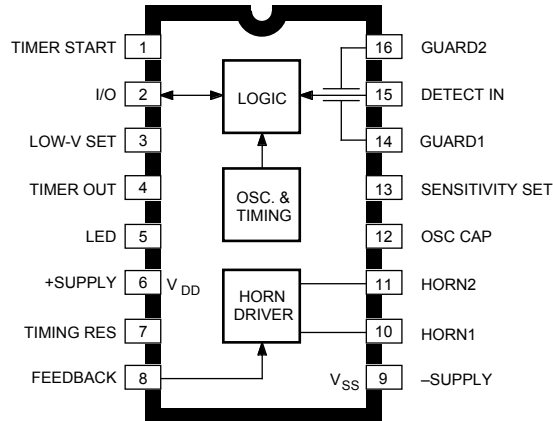 TIMER START 1 16 GUARD2
I/O 2 LOGIC 15 DETECT IN
LOW-V SET 3 14 GUARD1
TIMER OUT 4 OSC. &
TIMING 13 SENSITIVITY SET
LED 5 12 OSC CAP
+SUPPLY 6 VDD 11 HORN2
HORN
DRIVER
TIMING RES 7 10 HORN1
FEEDBACK 8 VSS 9 –SUPPLY